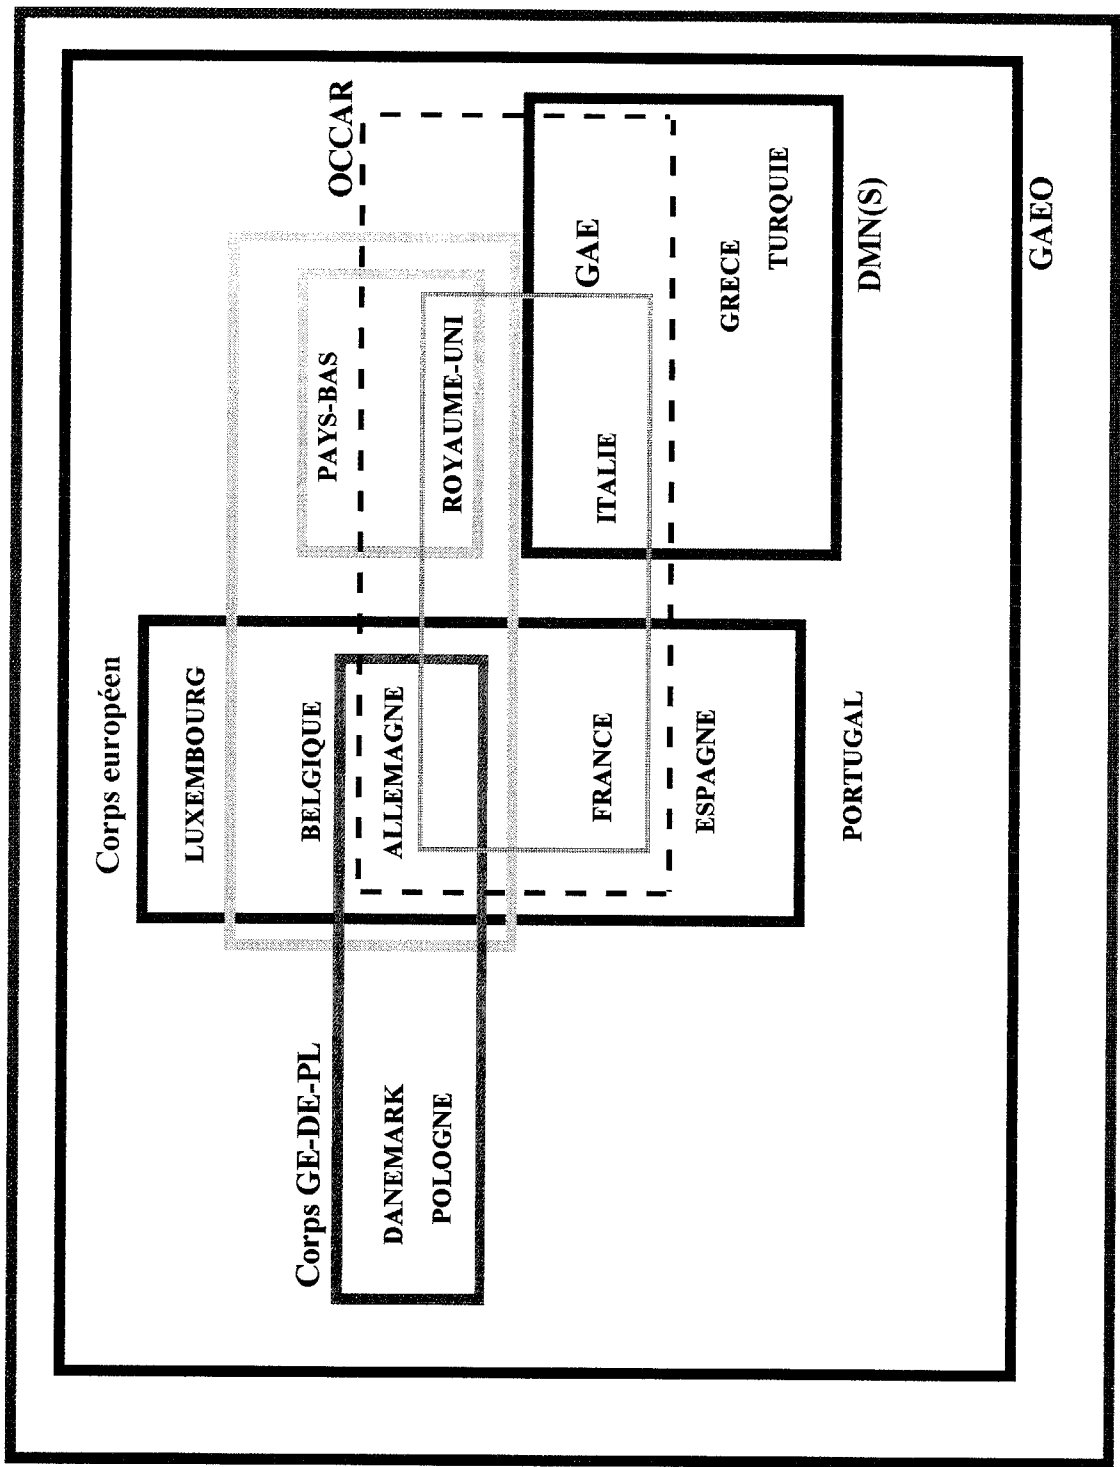 Corps européen
LUXEMBOURG
BELGIQUE
PAYS-BAS
OCCAR
Corps GE-DE-PL
DANEMARK
POLOGNE
ALLEMAGNE
ROYAUME-UNI
FRANCE
ITALIE
GAE
ESPAGNE
GRECE
TURQUIE
PORTUGAL
DMN(S)
GAEO